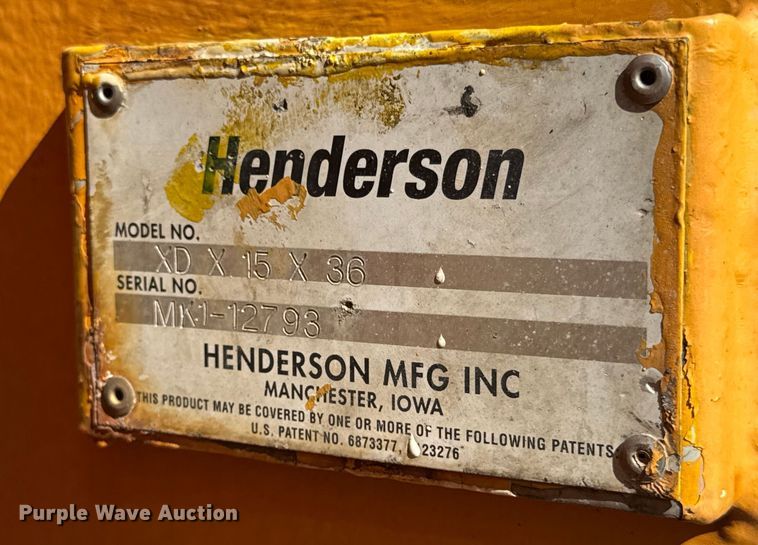 Henderson
MODEL NO.
XD X 15 X 36
SERIAL NO.
MK1-12793
HENDERSON MFG INC
MANCHESTER, IOWA
THIS PRODUCT MAY BE COVERED BY ONE OR MORE OF THE FOLLOWING PATENTS
U.S. PATENT NO. 6873377,
Purple Wave Auction